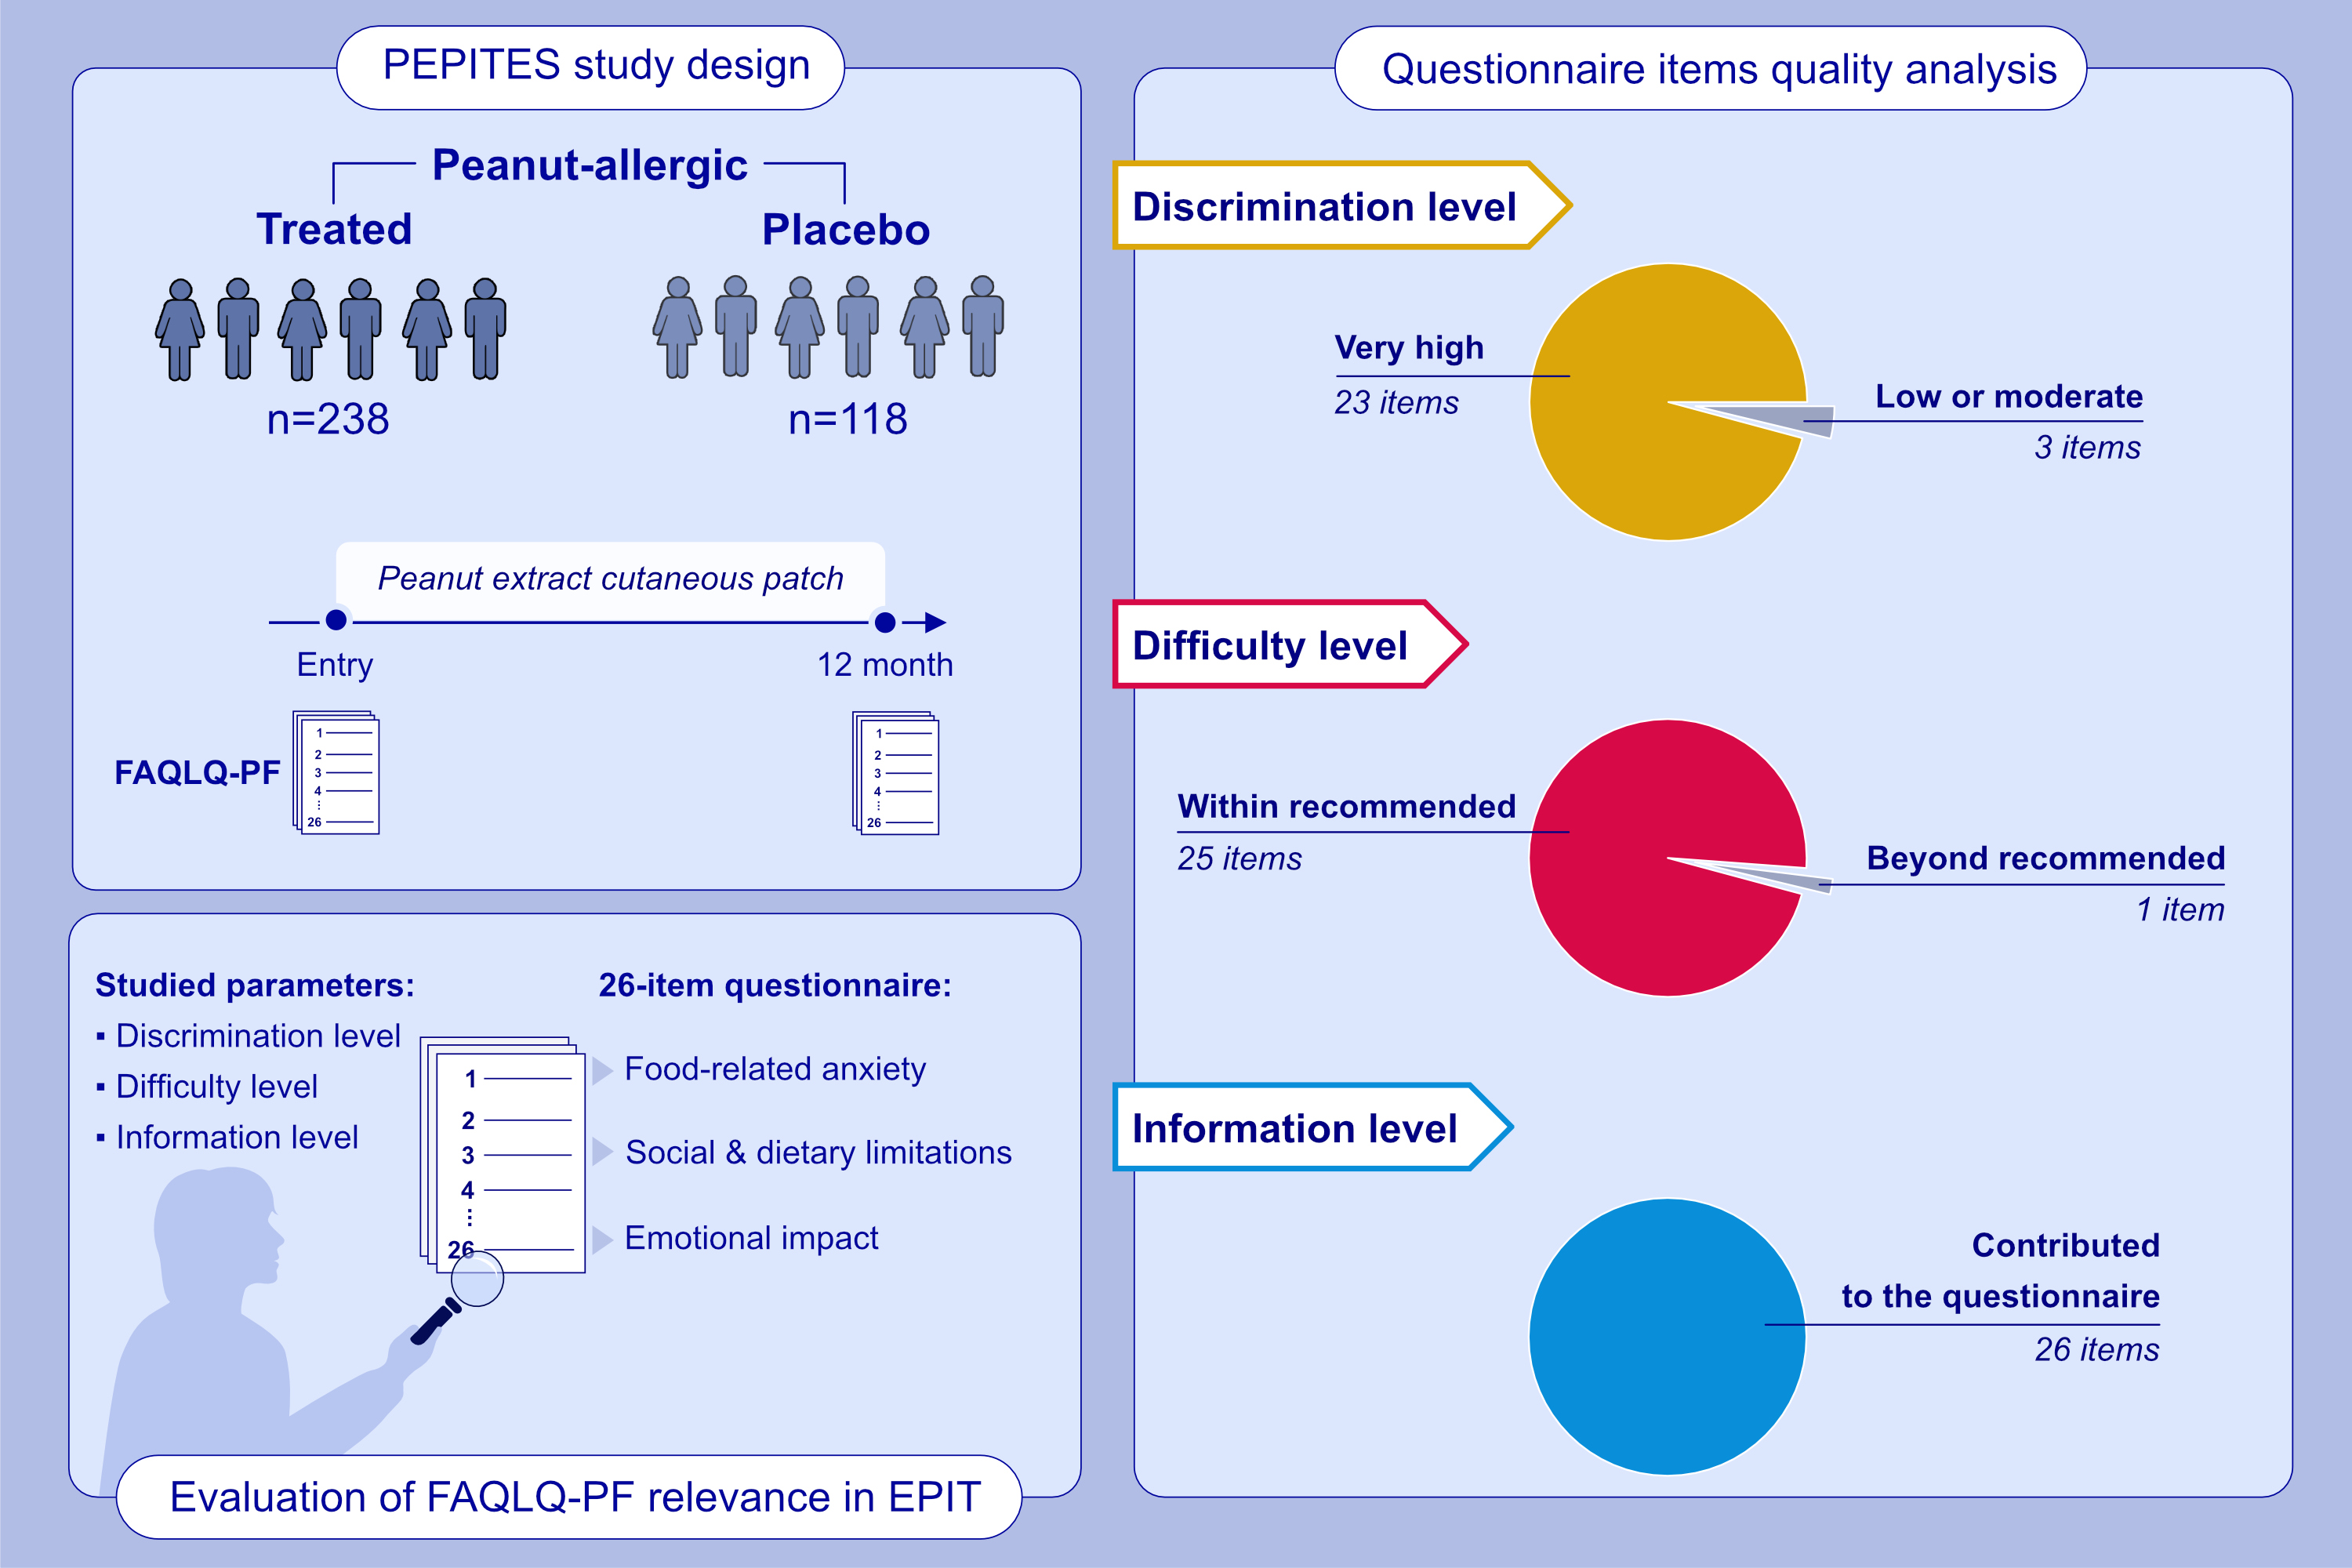 PEPITES study design
Peanut-allergic
Treated
Placebo
n=238
n=118
Peanut extract cutaneous patch
Entry
12 month
FAQLQ-PF
1
2
3
4
⋮
26
1
2
3
4
⋮
26
Studied parameters:
▪ Discrimination level
▪ Difficulty level
▪ Information level
1
2
3
4
⋮
26
26-item questionnaire:
Food-related anxiety
Social & dietary limitations
Emotional impact
Evaluation of FAQLQ-PF relevance in EPIT
Questionnaire items quality analysis
Discrimination level
Very high
23 items
Low or moderate
3 items
Difficulty level
Within recommended
25 items
Beyond recommended
1 item
Information level
Contributed
to the questionnaire
26 items